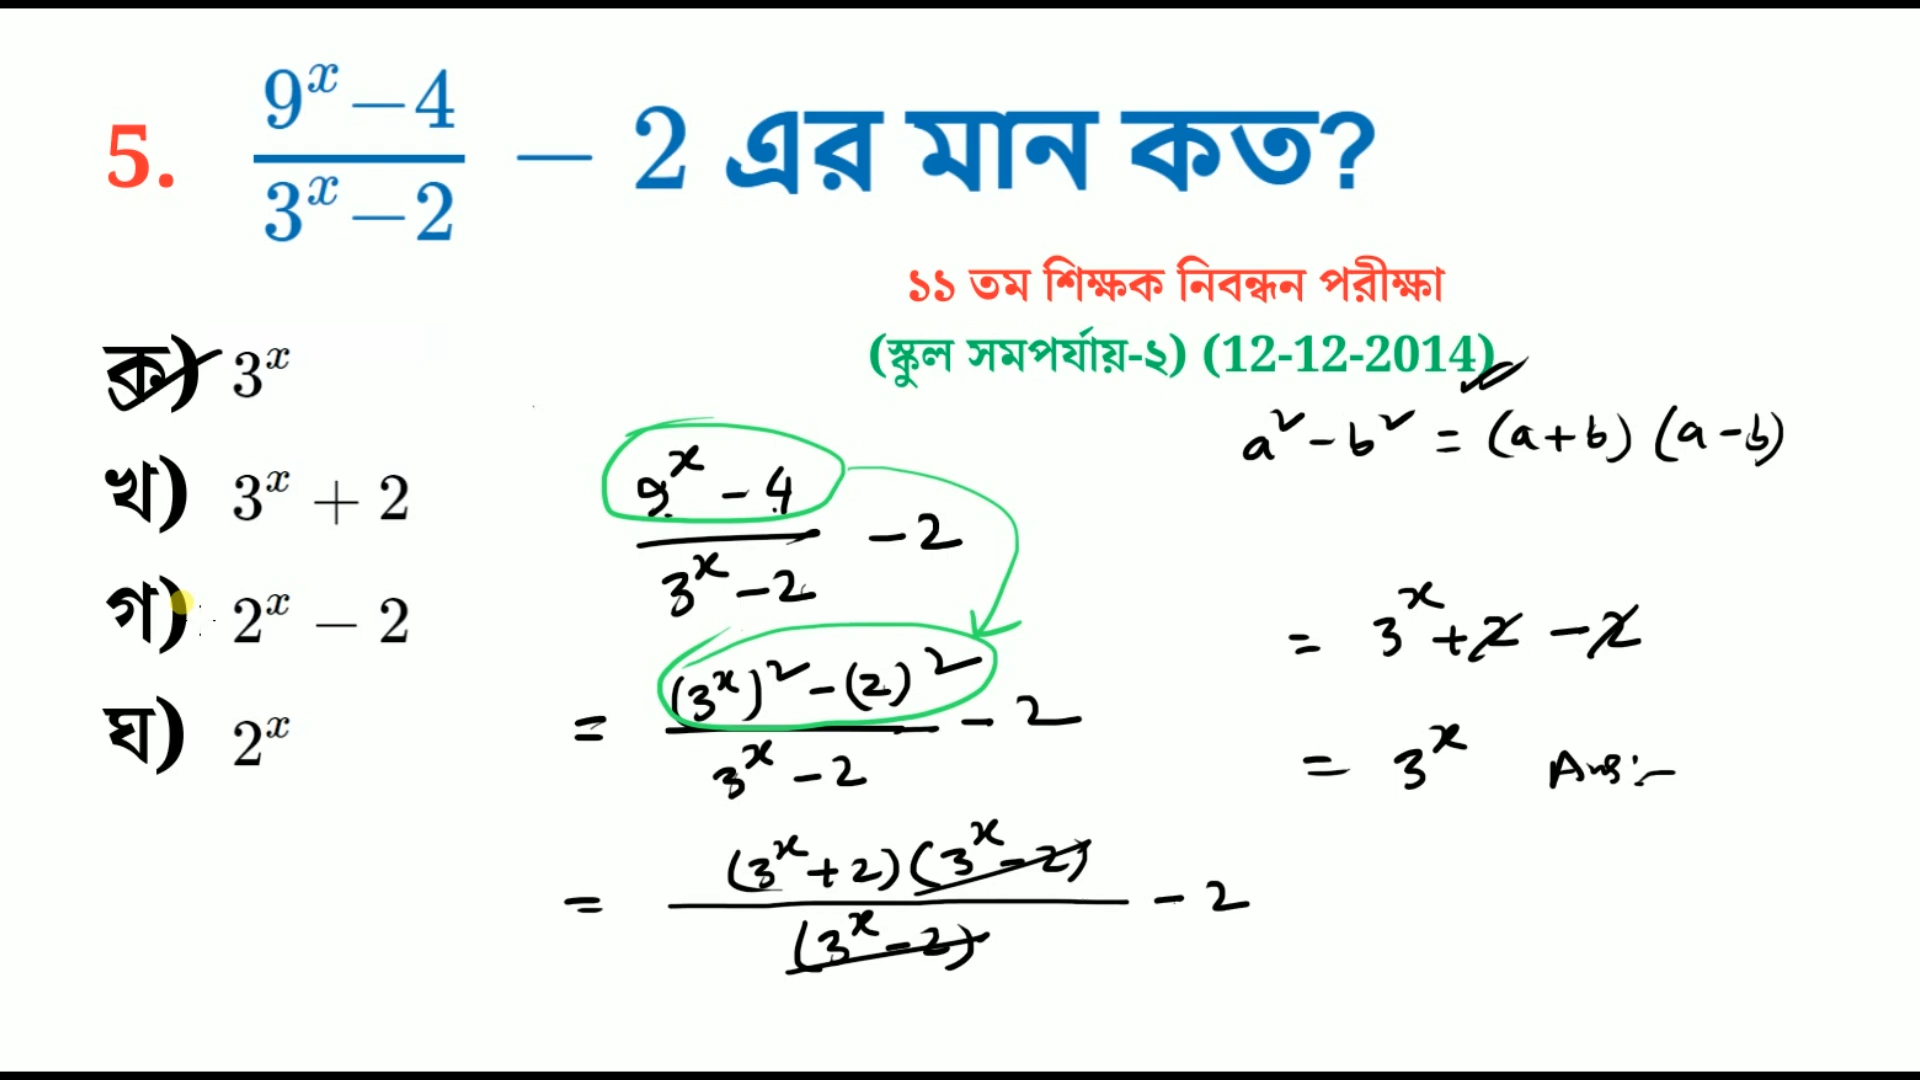 5. (9^x − 4)/(3^x − 2) − 2 এর মান কত?
১১ তম শিক্ষক নিবন্ধন পরীক্ষা
(স্কুল সমপর্যায়-২) (12-12-2014)
ক) 3^x
খ) 3^x + 2
গ) 2^x − 2
ঘ) 2^x
a² − b² = (a+b) (a−b)
(9^x − 4)/(3^x − 2) − 2
= ((3^x)² − (2)²)/(3^x − 2) − 2
= ((3^x + 2)(3^x − 2))/((3^x − 2)) − 2
= 3^x + 2 − 2
= 3^x Ans:-